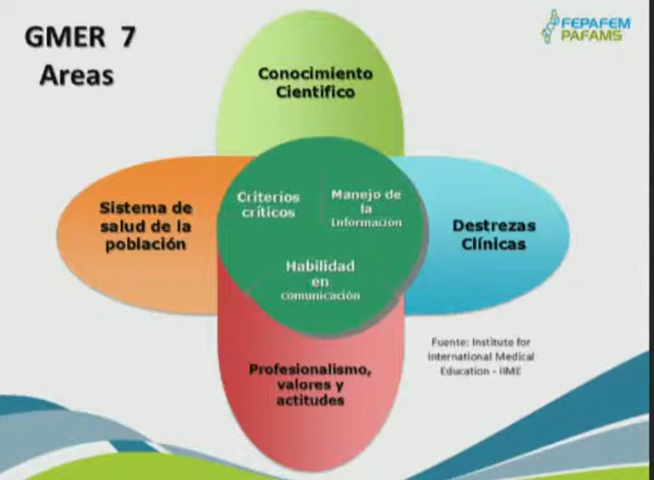 GMER 7
Areas
FEPAFEM
PAFAMS
Conocimiento
Cientifico
Sistema de
salud de la
población
Criterios
críticos
Manejo de
la
Información
Destrezas
Clínicas
Habilidad
en
comunicación
Profesionalismo,
valores y
actitudes
Fuente: Institute for
International Medical
Education - IIME